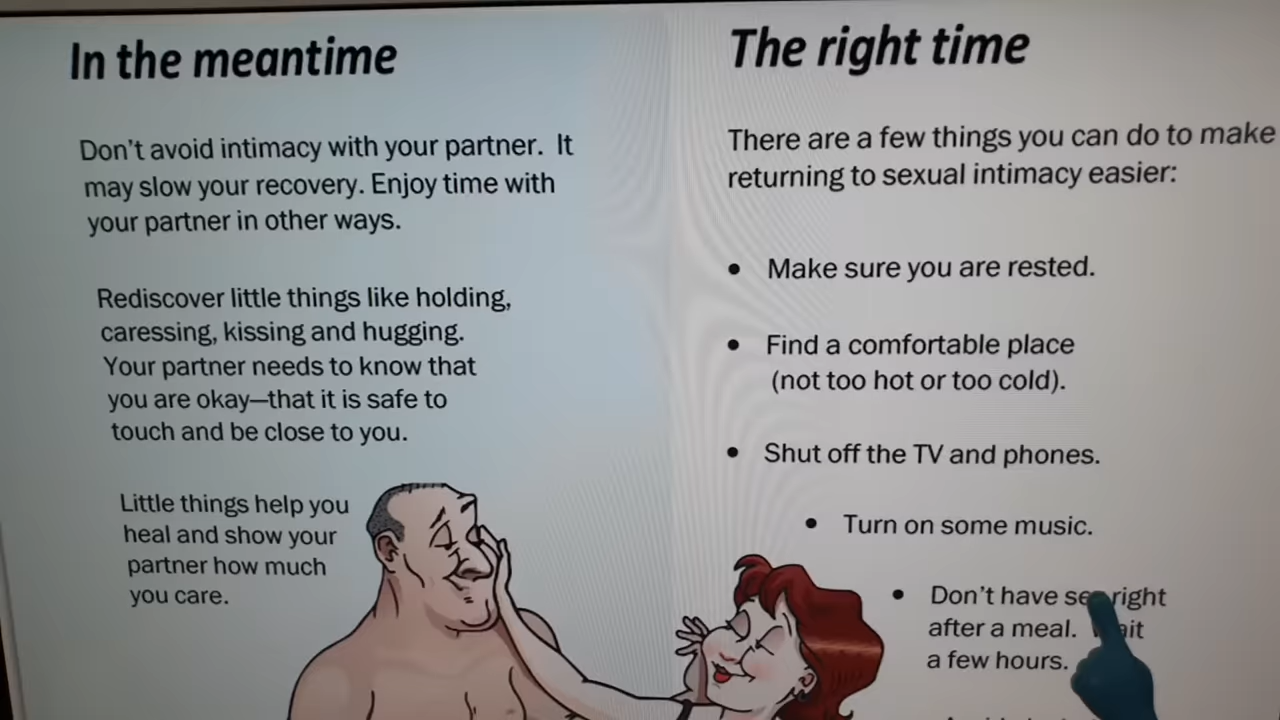 In the meantime
Don't avoid intimacy with your partner. It
may slow your recovery. Enjoy time with
your partner in other ways.
Rediscover little things like holding,
caressing, kissing and hugging.
Your partner needs to know that
you are okay—that it is safe to
touch and be close to you.
Little things help you
heal and show your
partner how much
you care.
The right time
There are a few things you can do to make
returning to sexual intimacy easier:
• Make sure you are rested.
• Find a comfortable place
(not too hot or too cold).
• Shut off the TV and phones.
• Turn on some music.
• Don't have right
after a meal.
a few hours.